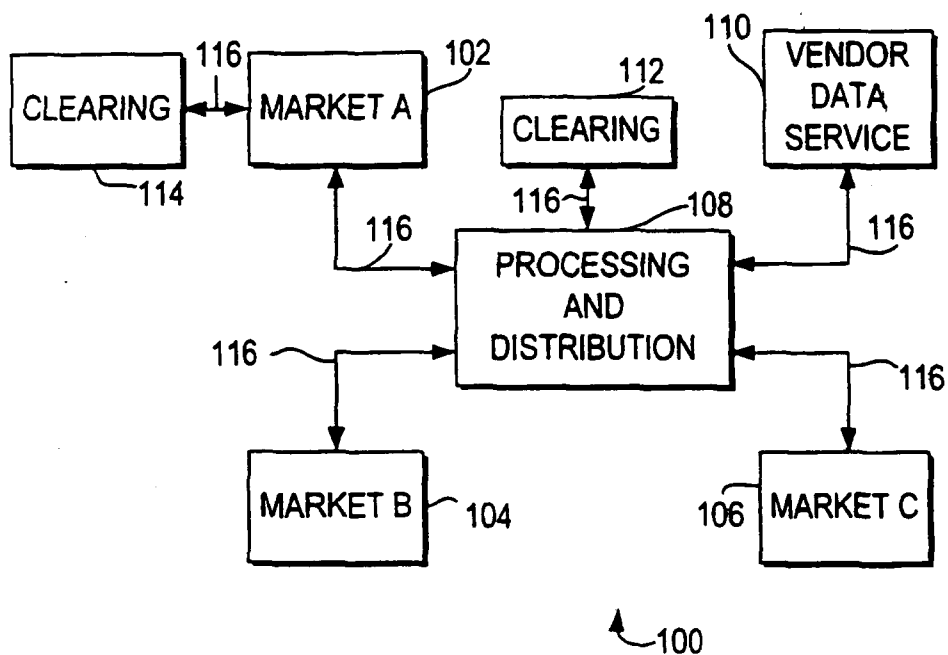 116
102
110
CLEARING
MARKET A
114
112
CLEARING
VENDOR
DATA
SERVICE
116
108
116
116
PROCESSING
AND
DISTRIBUTION
116
116
MARKET B
104
106
MARKET C
100